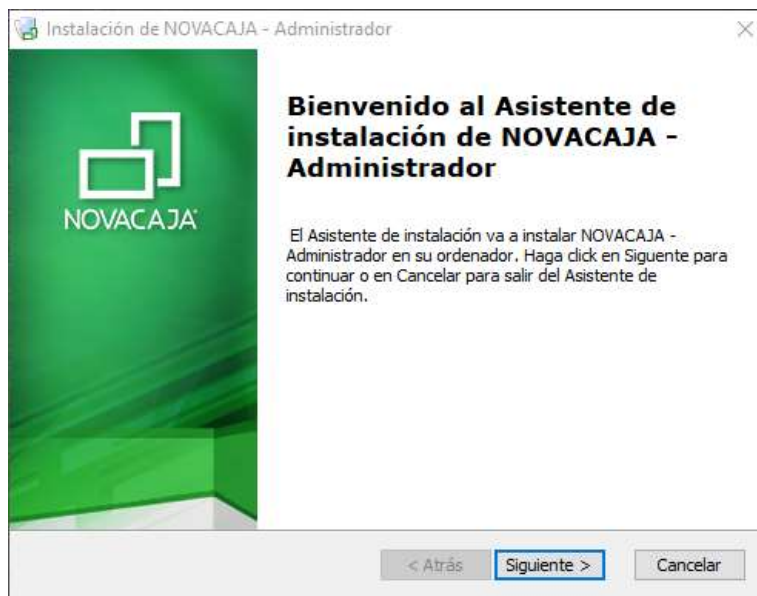 Instalación de NOVACAJA - Administrador
NOVACAJA
Bienvenido al Asistente de
instalación de NOVACAJA -
Administrador
El Asistente de instalación va a instalar NOVACAJA -
Administrador en su ordenador. Haga click en Siguente para
continuar o en Cancelar para salir del Asistente de
instalación.
< Atrás
Siguiente >
Cancelar